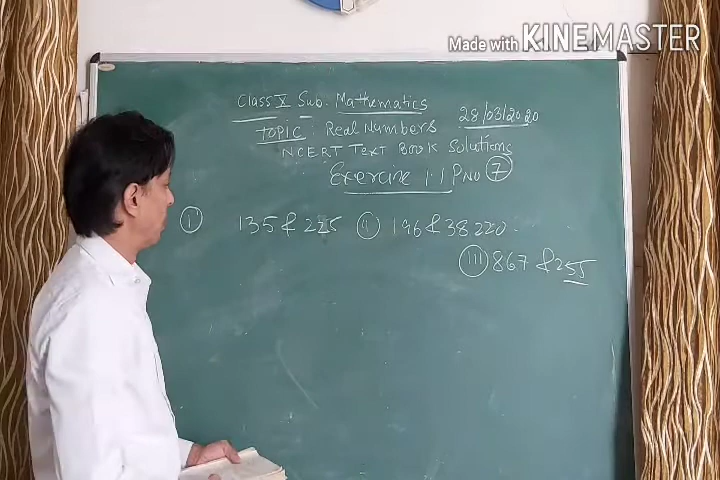 Made with KINEMASTER
Class X Sub. Mathematics
28/03/2020
Topic : Real Numbers
NCERT Text Book Solutions
Exercise 1.1 P NO 7
(i) 135 & 225 (ii) 196 & 38220
(iii) 867 & 255